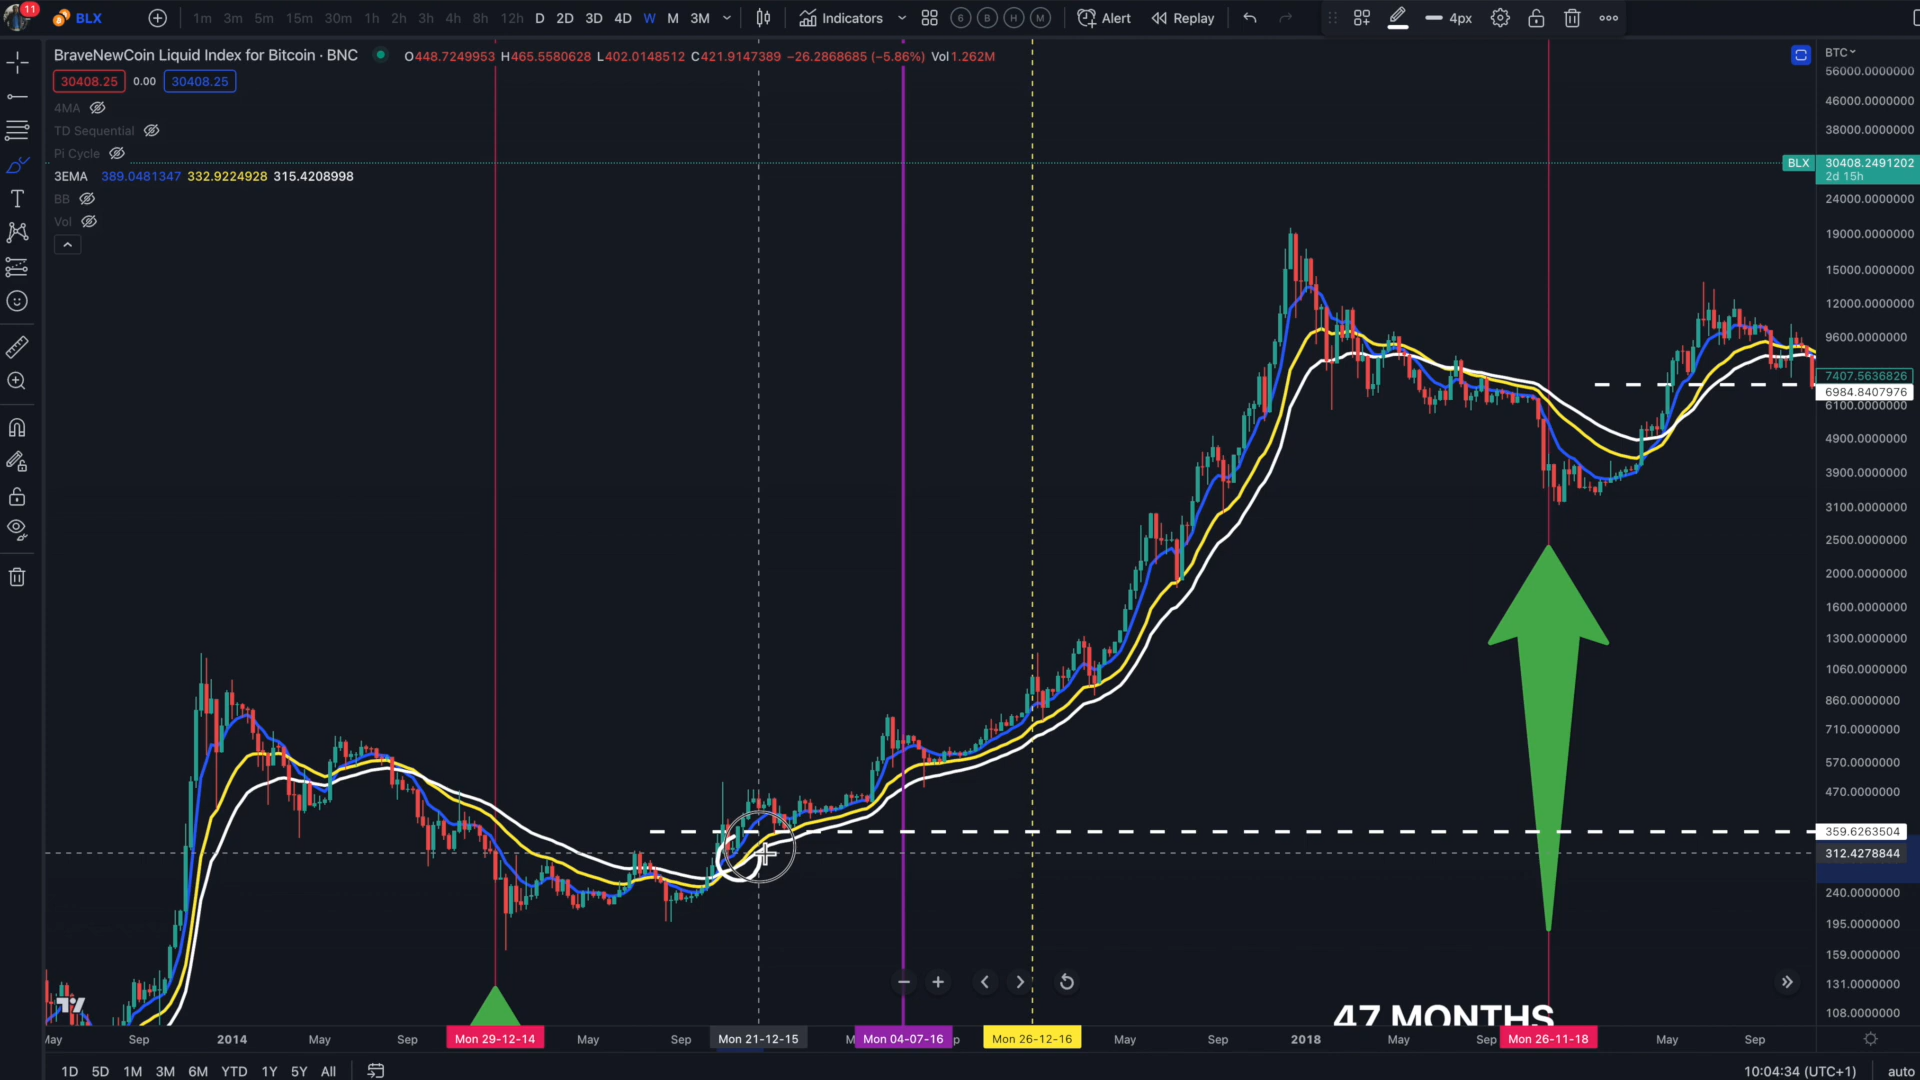 11 BLX 1m 3m 5m 15m 30m 1h 2h 3h 4h 8h 12h D 2D 3D 4D W M 3M Indicators 6 B H M Alert Replay 4px
BraveNewCoin Liquid Index for Bitcoin · BNC O448.7249953 H465.5580628 L402.0148512 C421.9147389 −26.2868685 (−5.86%) Vol1.262M
BTC
30408.25 0.00 30408.25
4MA
TD Sequential
Pi Cycle
3EMA 389.0481347 332.9224928 315.4208998
BB
Vol
56000.0000000
46000.0000000
38000.0000000
BLX 30408.2491202
2d 15h
24000.0000000
19000.0000000
15000.0000000
12000.0000000
9600.0000000
7407.5636826
6984.8407976
6100.0000000
4900.0000000
3900.0000000
3100.0000000
2500.0000000
2000.0000000
1600.0000000
1300.0000000
1060.0000000
860.0000000
710.0000000
570.0000000
470.0000000
359.6263504
312.4278844
240.0000000
195.0000000
159.0000000
131.0000000
108.0000000
47 MONTHS
May Sep 2014 May Sep Mon 29-12-14 May Sep Mon 21-12-15 Mon 04-07-16 Mon 26-12-16 May Sep 2018 May Sep Mon 26-11-18 May Sep
1D 5D 1M 3M 6M YTD 1Y 5Y All 10:04:34 (UTC+1) auto